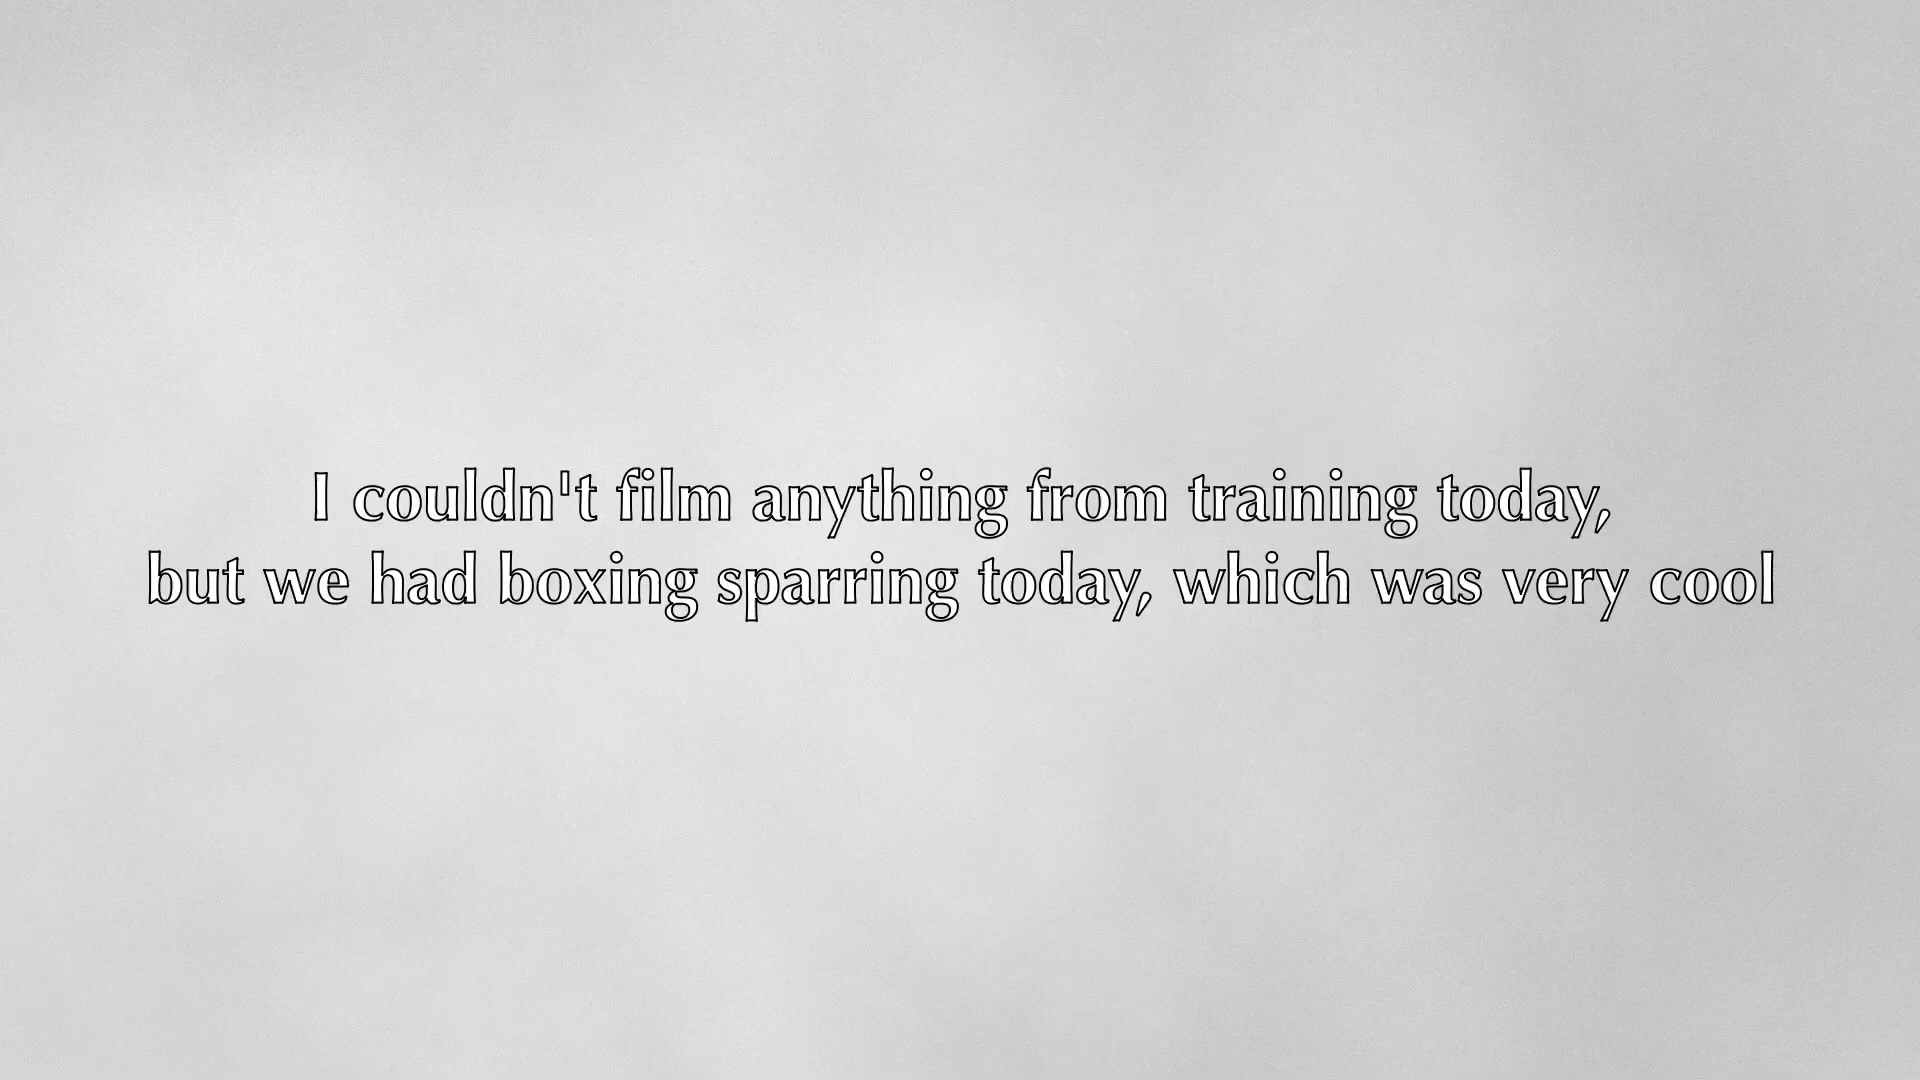 I couldn't film anything from training today,
but we had boxing sparring today, which was very cool